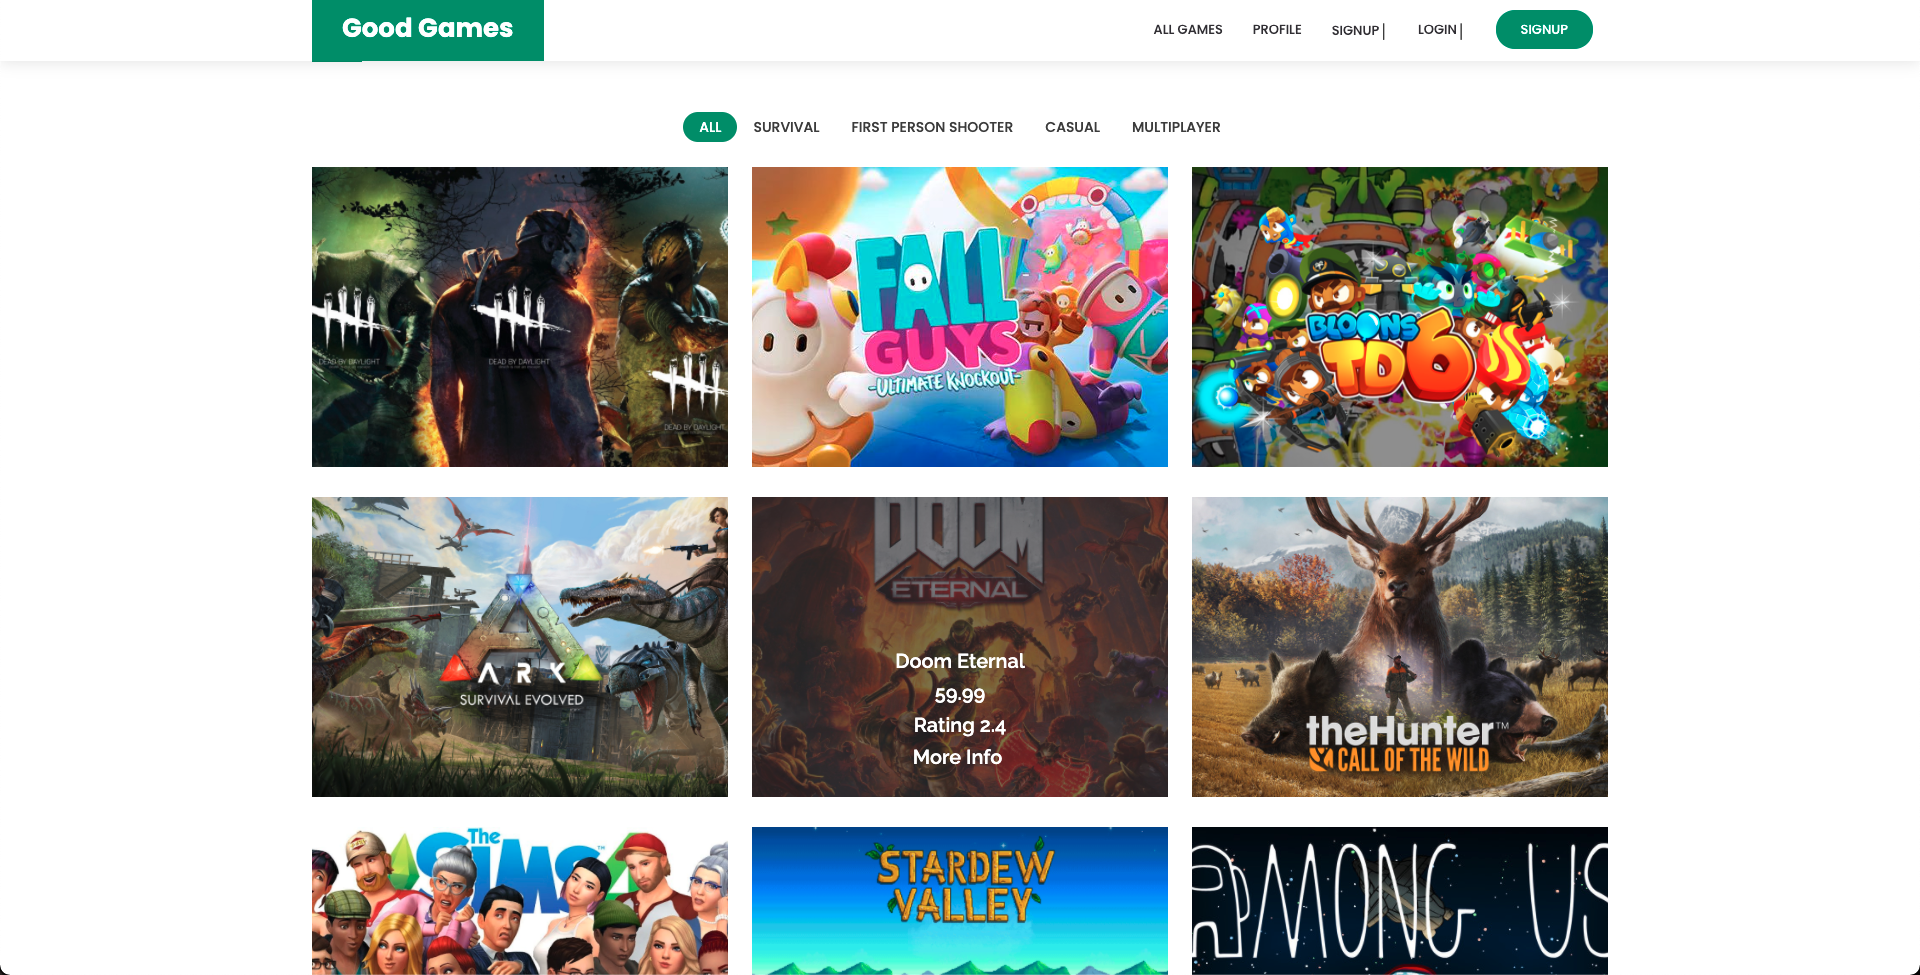 Good Games
ALL GAMES PROFILE SIGNUP| LOGIN| SIGNUP
ALL SURVIVAL FIRST PERSON SHOOTER CASUAL MULTIPLAYER
DEAD BY DAYLIGHT
DEAD BY DAYLIGHT
DEAD BY DAYLIGHT
FALL
GUYS
-ULTIMATE KNOCKOUT-
BLOONS
TD6
ARK
SURVIVAL EVOLVED
DOOM
ETERNAL
Doom Eternal
59.99
Rating 2.4
More Info
theHunter™
CALL OF THE WILD
The
SIMS 4™
STARDEW
VALLEY
AMONG US